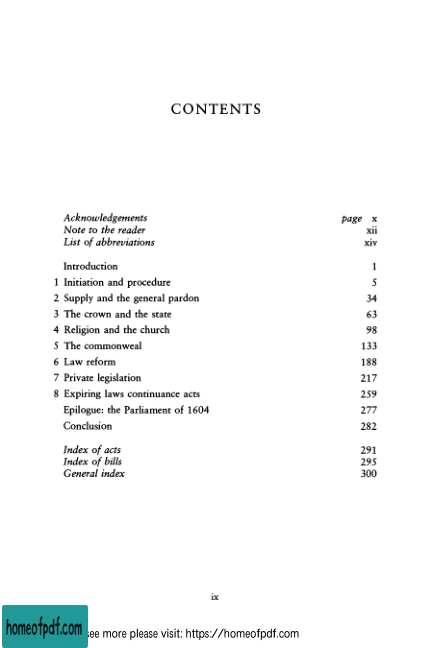 CONTENTS
Acknowledgements page x
Note to the reader xii
List of abbreviations xiv
Introduction 1
1 Initiation and procedure 5
2 Supply and the general pardon 34
3 The crown and the state 63
4 Religion and the church 98
5 The commonweal 133
6 Law reform 188
7 Private legislation 217
8 Expiring laws continuance acts 259
Epilogue: the Parliament of 1604 277
Conclusion 282
Index of acts 291
Index of bills 295
General index 300
ix
homeofpdf.com see more please visit: https://homeofpdf.com